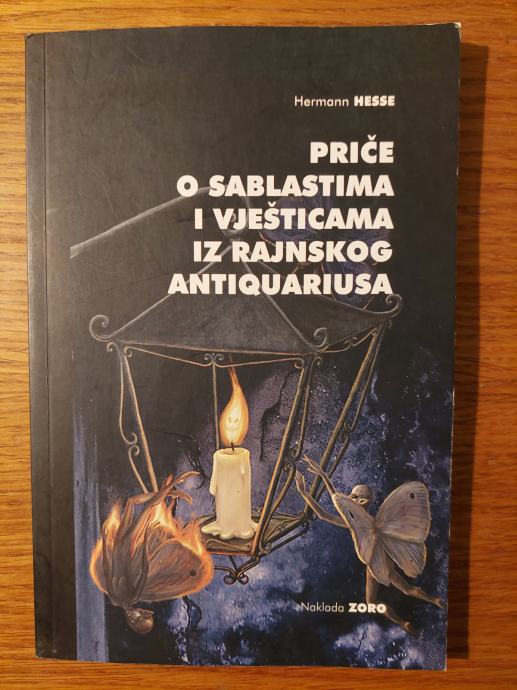 Hermann HESSE
PRIČE
O SABLASTIMA
I VJEŠTICAMA
IZ RAJNSKOG
ANTIQUARIUSA
Naklada ZORO